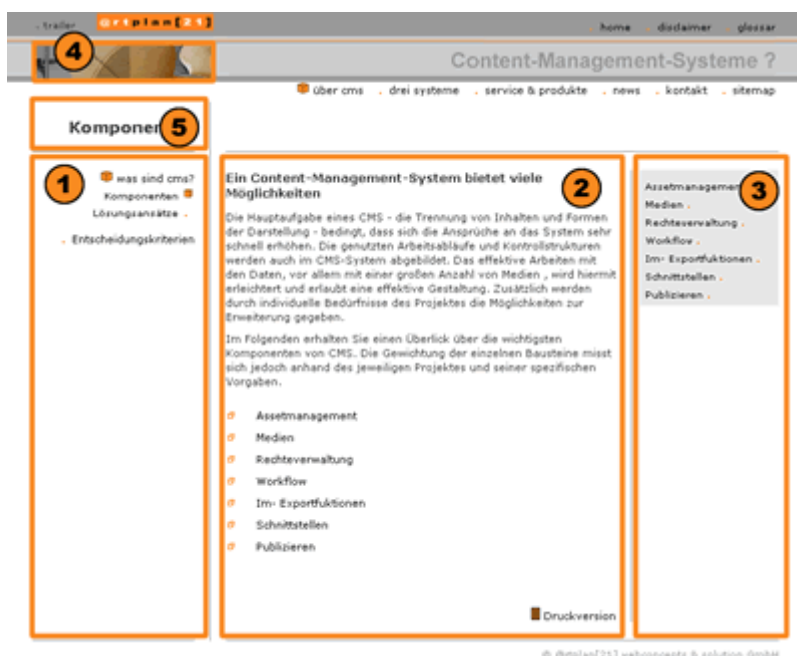 . trailer @rtplan[21] . home . disclaimer . glossar
4
Content-Management-Systeme ?
über cms . drei systeme . service & produkte . news . kontakt . sitemap
5
1
was sind cms?
Komponenten
Lösungsansätze .
. Entscheidungskriterien
2
Ein Content-Management-System bietet viele
Möglichkeiten
Die Hauptaufgabe eines CMS - die Trennung von Inhalten und Formen
der Darstellung - bedingt, dass sich die Ansprüche an das System sehr
schnell erhöhen. Die genutzten Arbeitsabläufe und Kontrollstrukturen
werden auch im CMS-System abgebildet. Das effektive Arbeiten mit
den Daten, vor allem mit einer großen Anzahl von Medien , wird hiermit
erleichtert und erlaubt eine effektive Gestaltung. Zusätzlich werden
durch individuelle Bedürfnisse des Projektes die Möglichkeiten zur
Erweiterung gegeben.
Im Folgenden erhalten Sie einen Überlick über die wichtigsten
Komponenten von CMS. Die Gewichtung der einzelnen Bausteine misst
sich jedoch anhand des jeweiligen Projektes und seiner spezifischen
Vorgaben.
Assetmanagement
Medien
Rechteverwaltung
Workflow
Im- Exportfuktionen
Schnittstellen
Publizieren
Druckversion
3
Medien .
Rechteverwaltung .
Workflow .
Im- Exportfuktionen .
Schnittstellen .
Publizieren .